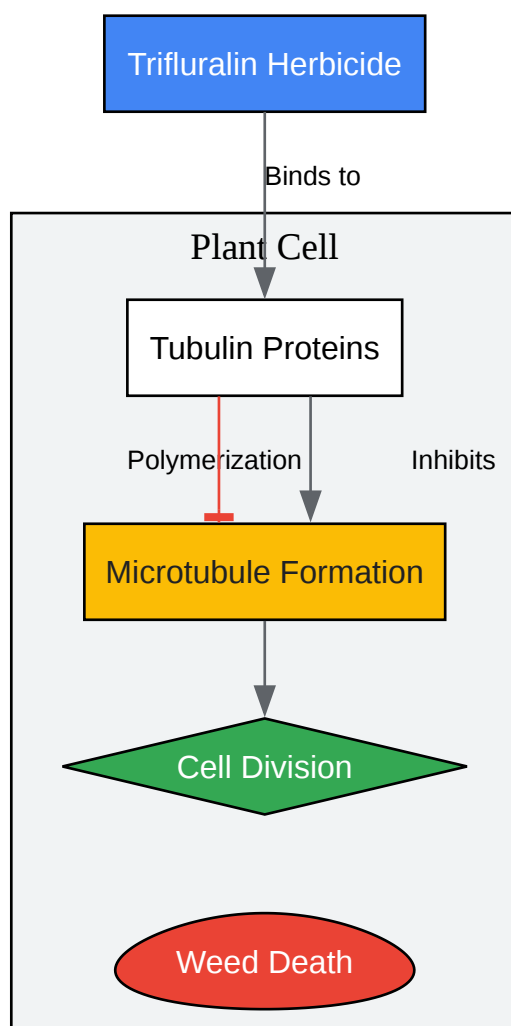 Trifluralin Herbicide
Binds to
Plant Cell
Tubulin Proteins
Polymerization
Inhibits
Microtubule Formation
Cell Division
Weed Death